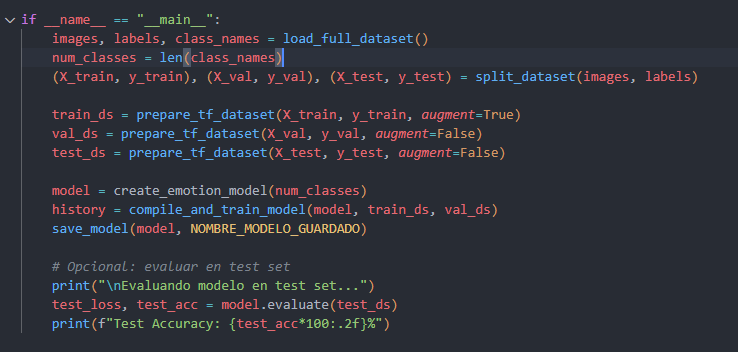 if __name__ == "__main__":
    images, labels, class_names = load_full_dataset()
    num_classes = len(class_names)
    (X_train, y_train), (X_val, y_val), (X_test, y_test) = split_dataset(images, labels)

    train_ds = prepare_tf_dataset(X_train, y_train, augment=True)
    val_ds = prepare_tf_dataset(X_val, y_val, augment=False)
    test_ds = prepare_tf_dataset(X_test, y_test, augment=False)

    model = create_emotion_model(num_classes)
    history = compile_and_train_model(model, train_ds, val_ds)
    save_model(model, NOMBRE_MODELO_GUARDADO)

    # Opcional: evaluar en test set
    print("\nEvaluando modelo en test set...")
    test_loss, test_acc = model.evaluate(test_ds)
    print(f"Test Accuracy: {test_acc*100:.2f}%")